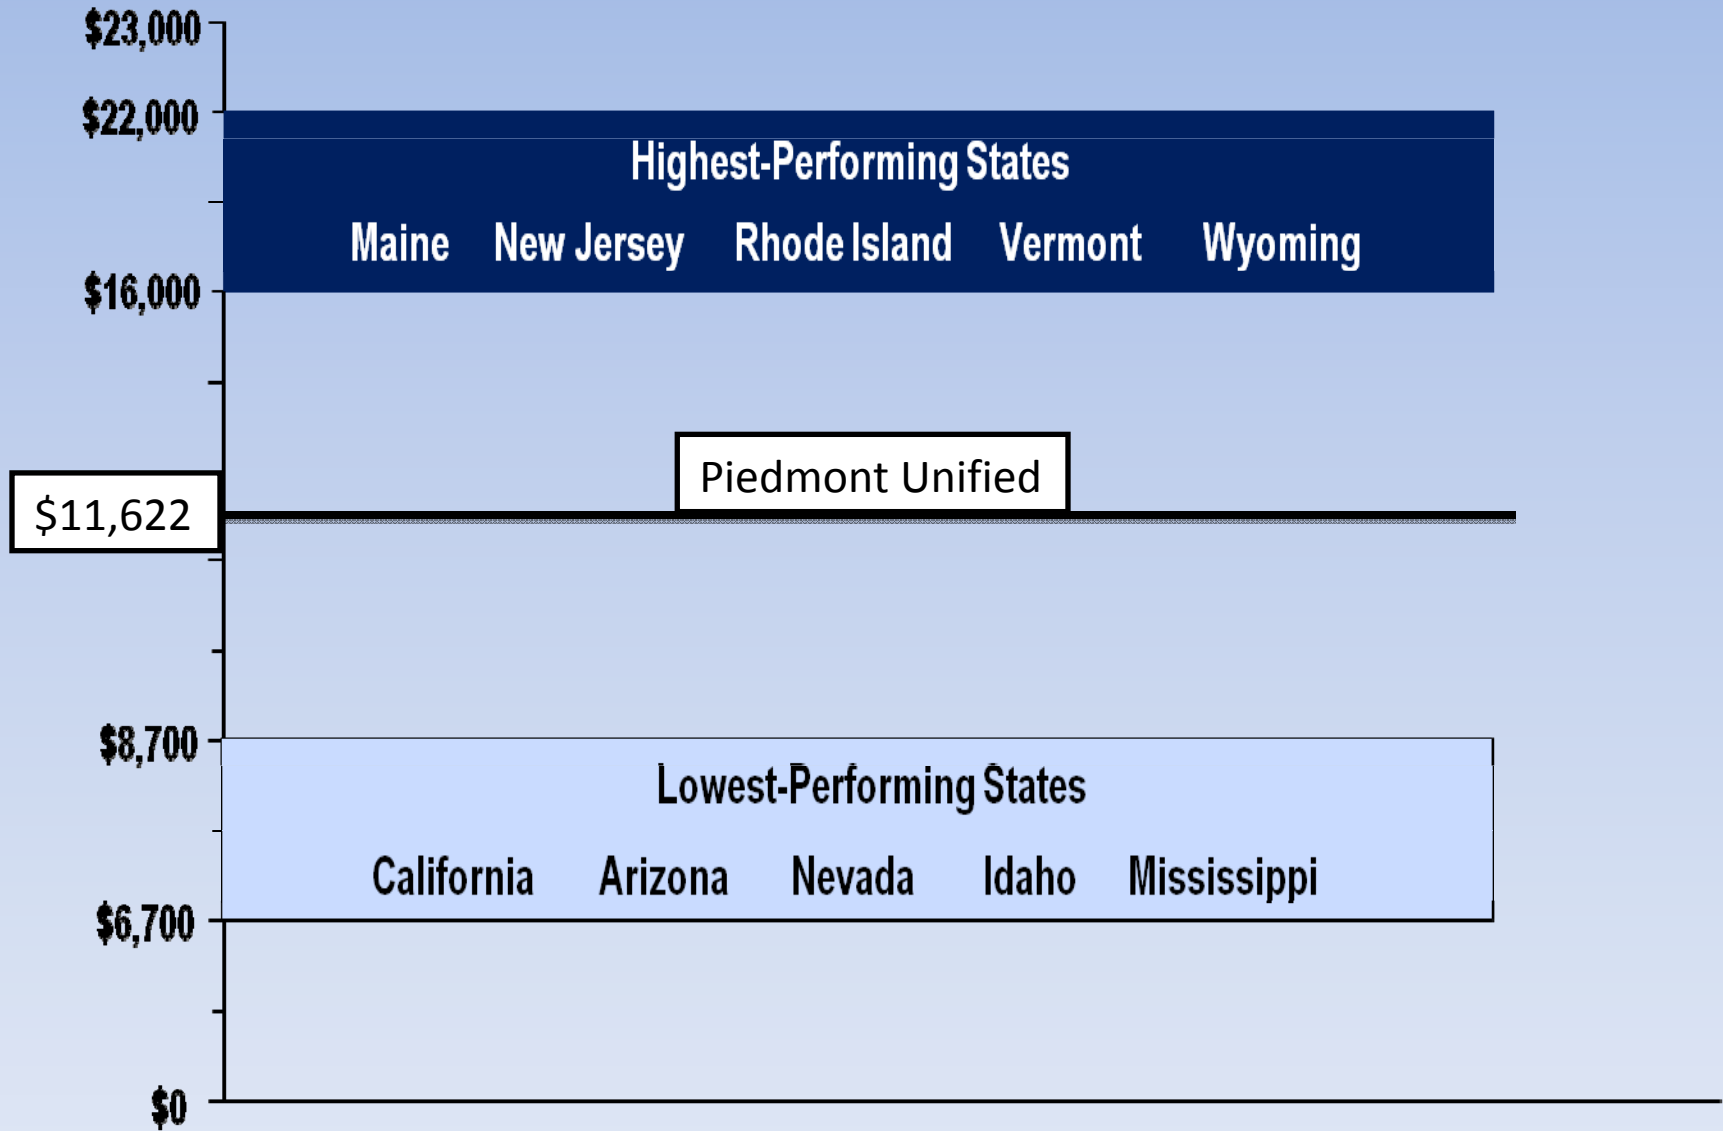 $23,000
$22,000
Highest-Performing States
Maine New Jersey Rhode Island Vermont Wyoming
$16,000
Piedmont Unified
$11,622
$8,700
Lowest-Performing States
California Arizona Nevada Idaho Mississippi
$6,700
$0